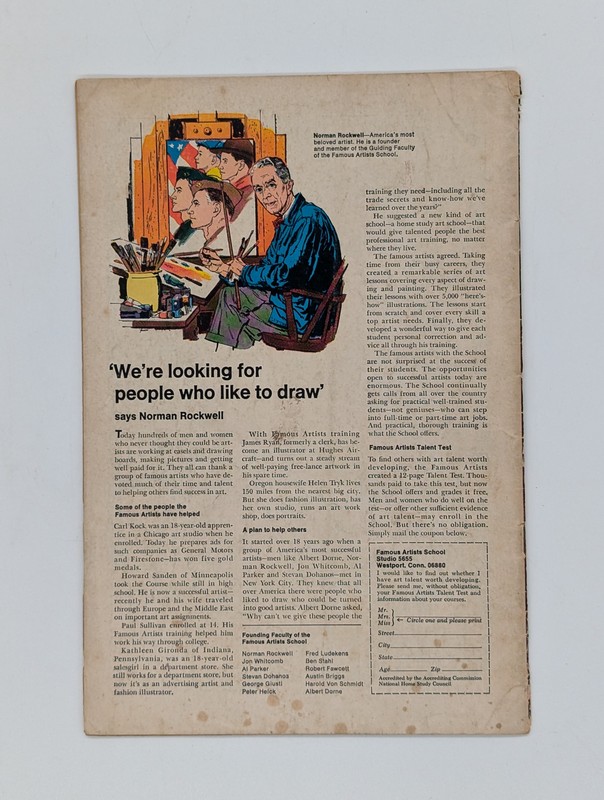 Norman Rockwell—America's most
beloved artist. He is a founder
and member of the Guiding Faculty
of the Famous Artists School.
'We're looking for
people who like to draw'
says Norman Rockwell
Today hundreds of men and women
who never thought they could be art-
ists are working at easels and drawing
boards, making pictures and getting
well paid for it. They all can thank a
group of famous artists who have de-
voted much of their time and talent
to helping others find success in art.
Some of the people the
Famous Artists have helped
Carl Kock was an 18-year-old appren-
tice in a Chicago art studio when he
enrolled. Today he prepares ads for
such companies as General Motors
and Firestone—has won five gold
medals.
Howard Sanden of Minneapolis
took the Course while still in high
school. He is now a successful artist—
recently he and his wife traveled
through Europe and the Middle East
on important art assignments.
Paul Sullivan enrolled at 14. His
Famous Artists training helped him
work his way through college.
Kathleen Gironda of Indiana,
Pennsylvania, was an 18-year-old
salesgirl in a department store. She
still works for a department store, but
now it's as an advertising artist and
fashion illustrator.
With Famous Artists training
James Ryan, formerly a clerk, has be-
come an illustrator at Hughes Air-
craft—and turns out a steady stream
of well-paying free-lance artwork in
his spare time.
Oregon housewife Helen Tryk lives
150 miles from the nearest big city.
But she does fashion illustration, has
her own studio, runs an art work
shop, does portraits.
A plan to help others
It started over 18 years ago when a
group of America's most successful
artists—men like Albert Dorne, Nor-
man Rockwell, Jon Whitcomb, Al
Parker and Stevan Dohanos—met in
New York City. They knew that all
over America there were people who
liked to draw who could be turned
into good artists. Albert Dorne asked,
"Why can't we give these people the
Founding Faculty of the
Famous Artists School
Norman Rockwell
Jon Whitcomb
Al Parker
Stevan Dohanos
George Giusti
Peter Helck
Fred Ludekens
Ben Stahl
Robert Fawcett
Austin Briggs
Harold Von Schmidt
Albert Dorne
training they need—including all the
trade secrets and know-how we've
learned over the years?"
He suggested a new kind of art
school—a home study art school—that
would give talented people the best
professional art training, no matter
where they live.
The famous artists agreed. Taking
time from their busy careers, they
created a remarkable series of art
lessons covering every aspect of draw-
ing and painting. They illustrated
their lessons with over 5,000 "here's-
how" illustrations. The lessons start
from scratch and cover every skill a
top artist needs. Finally, they de-
veloped a wonderful way to give each
student personal correction and ad-
vice all through his training.
The famous artists with the School
are not surprised at the success of
their students. The opportunities
open to successful artists today are
enormous. The School continually
gets calls from all over the country
asking for practical well-trained stu-
dents—not geniuses—who can step
into full-time or part-time art jobs.
And practical, thorough training is
what the School offers.
Famous Artists Talent Test
To find others with art talent worth
developing, the Famous Artists
created a 12-page Talent Test. Thou-
sands paid to take this test, but now
the School offers and grades it free.
Men and women who do well on the
test—or offer other sufficient evidence
of art talent—may enroll in the
School. But there's no obligation.
Simply mail the coupon below.
Famous Artists School
Studio 5655
Westport, Conn. 06880
I would like to find out whether I
have art talent worth developing.
Please send me, without obligation,
your Famous Artists Talent Test and
information about your courses.
Mr.
Mrs.
Miss
← Circle one and please print
Street
City
State
Age Zip
Accredited by the Accrediting Commission
National Home Study Council